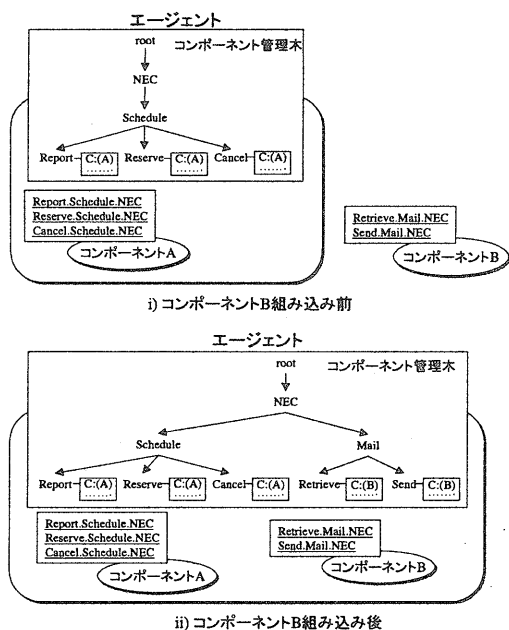 エージェント
root コンポーネント管理木
NEC
Schedule
Report C:(A) ....... Reserve C:(A) ....... Cancel C:(A) .......
Report.Schedule.NEC
Reserve.Schedule.NEC
Cancel.Schedule.NEC
コンポーネントA
Retrieve.Mail.NEC
Send.Mail.NEC
コンポーネントB
i) コンポーネントB組み込み前
エージェント
root コンポーネント管理木
NEC
Schedule Mail
Report C:(A) ....... Reserve C:(A) ....... Cancel C:(A) ....... Retrieve C:(B) ....... Send C:(B) .......
Report.Schedule.NEC
Reserve.Schedule.NEC
Cancel.Schedule.NEC
コンポーネントA
Retrieve.Mail.NEC
Send.Mail.NEC
コンポーネントB
ii) コンポーネントB組み込み後